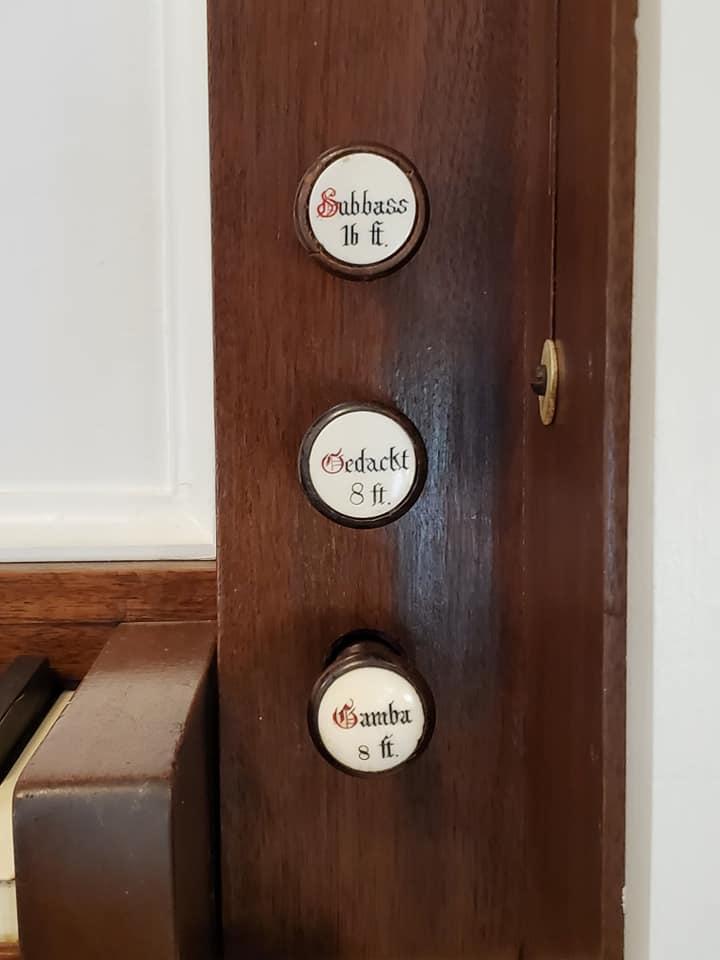 Subbass
16 ft.
Gedackt
8 ft.
Gamba
8 ft.